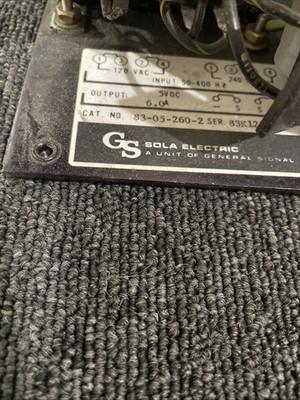 120 VAC 240
INPUT 50-400 HZ
OUTPUT: 5VDC
6.0A
CAT. NO. 83-05-260-2 SER. 83K12
GS SOLA ELECTRIC
A UNIT OF GENERAL SIGNAL